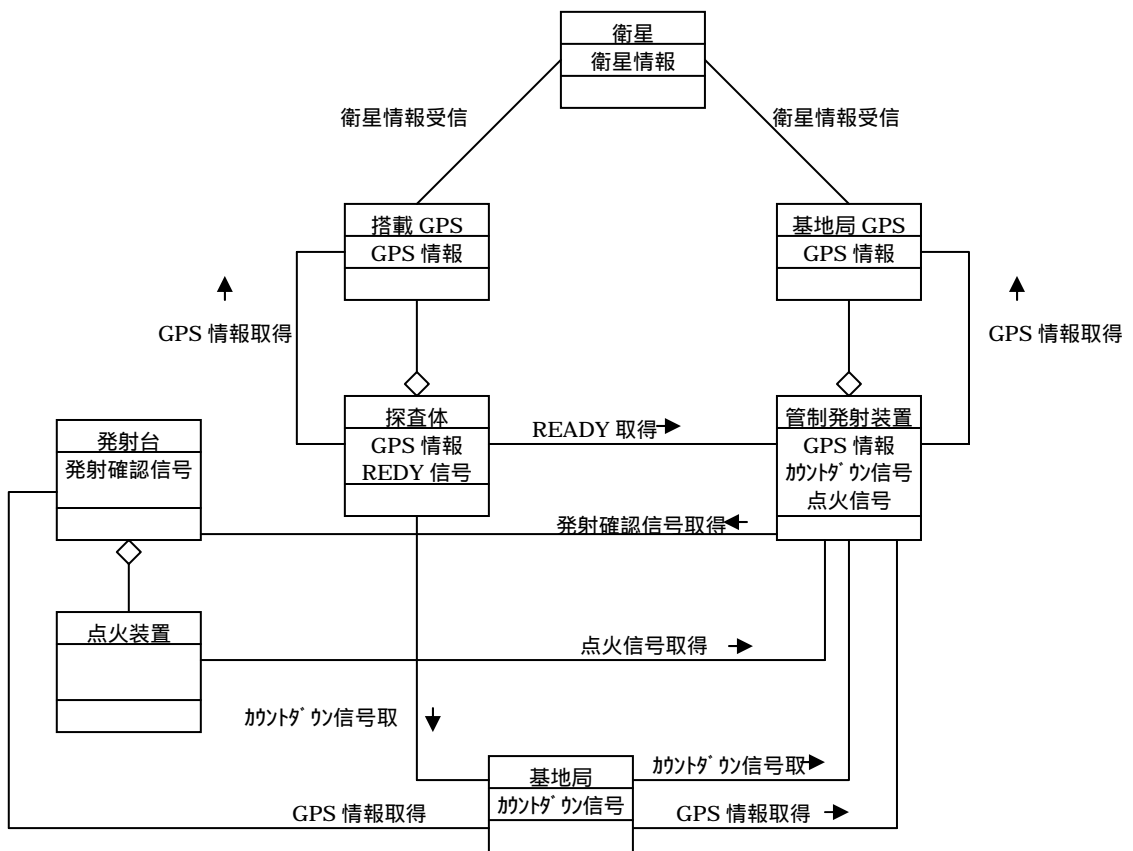 衛星
衛星情報
衛星情報受信
衛星情報受信
搭載 GPS
GPS 情報
基地局 GPS
GPS 情報
GPS 情報取得
GPS 情報取得
発射台
発射確認信号
探査体
GPS 情報
REDY 信号
READY 取得
管制発射装置
GPS 情報
カウントダウン信号
点火信号
発射確認信号取得
点火装置
点火信号取得
カウントダウン信号取
基地局
カウントダウン信号
カウントダウン信号取
GPS 情報取得
GPS 情報取得